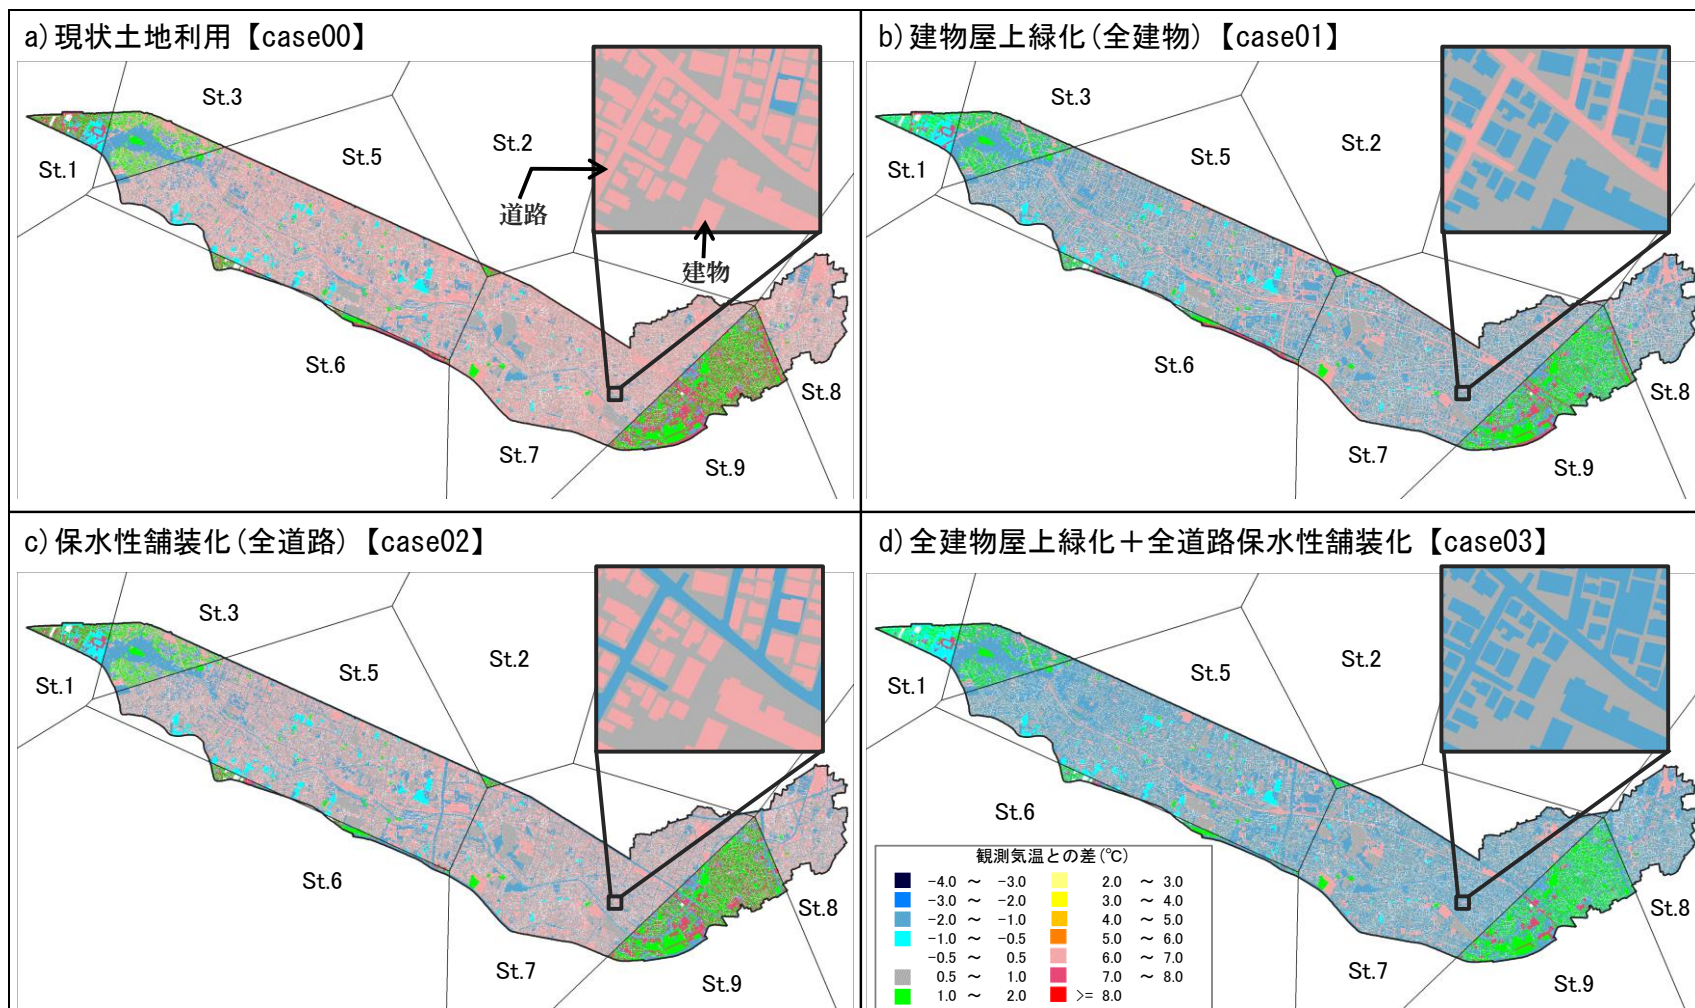 a)現状土地利用【case00】
St.3
St.2
St.5
St.1
道路
建物
St.6
St.8
St.7
St.9
b)建物屋上緑化(全建物)【case01】
St.3
St.2
St.5
St.1
St.6
St.8
St.7
St.9
c)保水性舗装化(全道路)【case02】
St.3
St.2
St.5
St.1
St.6
St.8
St.7
St.9
d)全建物屋上緑化＋全道路保水性舗装化【case03】
St.3
St.2
St.5
St.1
St.6
St.8
St.7
St.9
観測気温との差(℃)
-4.0 ～ -3.0 2.0 ～ 3.0
-3.0 ～ -2.0 3.0 ～ 4.0
-2.0 ～ -1.0 4.0 ～ 5.0
-1.0 ～ -0.5 5.0 ～ 6.0
-0.5 ～ 0.5 6.0 ～ 7.0
0.5 ～ 1.0 7.0 ～ 8.0
1.0 ～ 2.0 >= 8.0